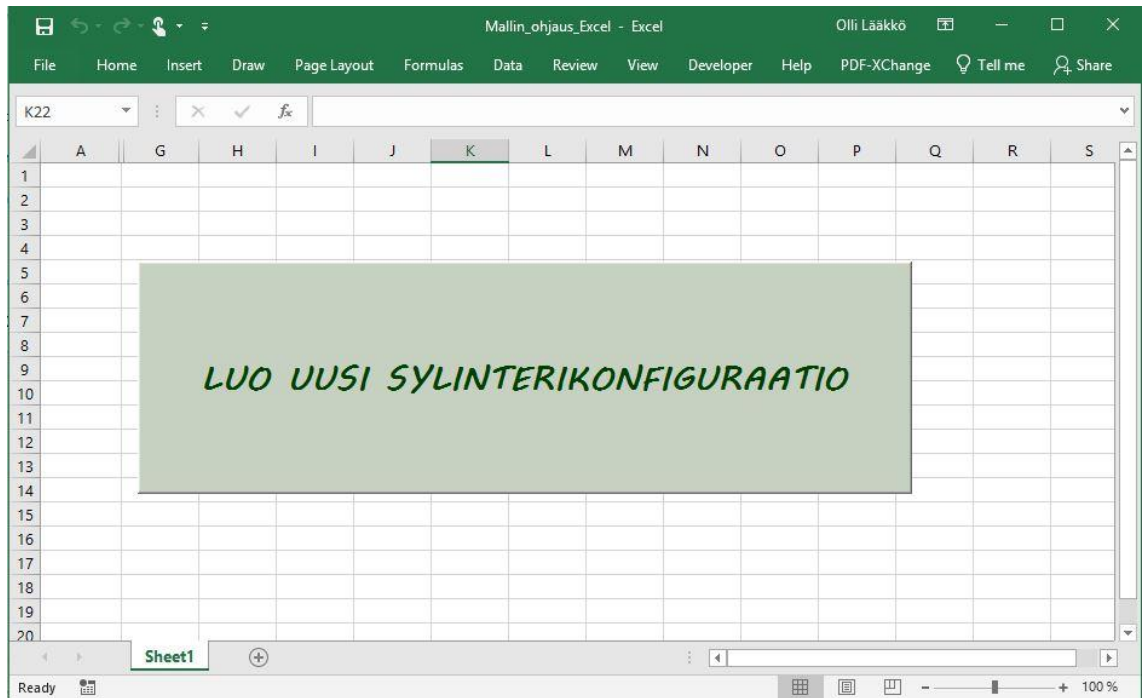 Mallin_ohjaus_Excel - Excel
Olli Lääkkö
File Home Insert Draw Page Layout Formulas Data Review View Developer Help PDF-XChange Tell me Share
K22
fx
A G H I J K L M N O P Q R S
1
2
3
4
5
6
7
8
9
10
11
12
13
14
15
16
17
18
19
20
LUO UUSI SYLINTERIKONFIGURAATIO
Sheet1
Ready
100 %